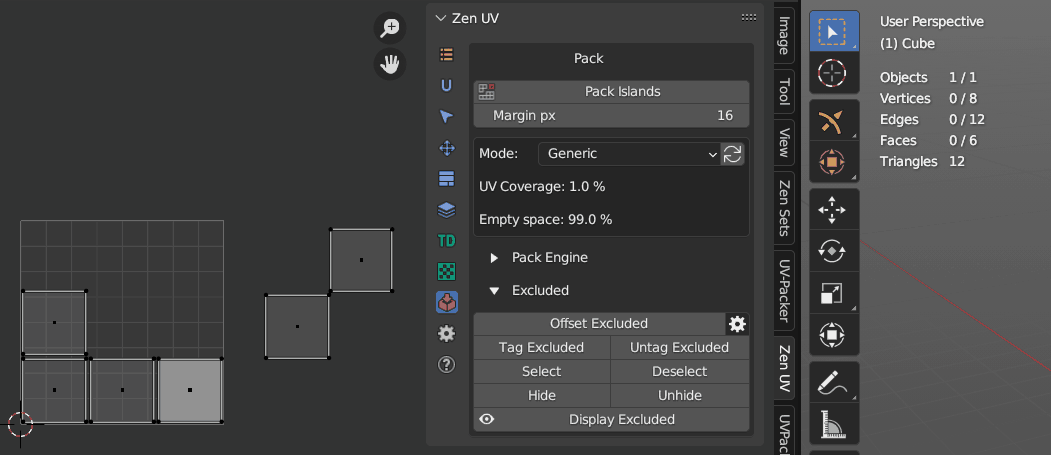 Zen UV
Pack
Pack Islands
Margin px 16
Mode: Generic
UV Coverage: 1.0 %
Empty space: 99.0 %
TD
Pack Engine
Excluded
Offset Excluded
Tag Excluded Untag Excluded
Select Deselect
Hide Unhide
Display Excluded
Image
Tool
View
Zen Sets
UV-Packer
Zen UV
UVPac
User Perspective
(1) Cube
Objects 1 / 1
Vertices 0 / 8
Edges 0 / 12
Faces 0 / 6
Triangles 12